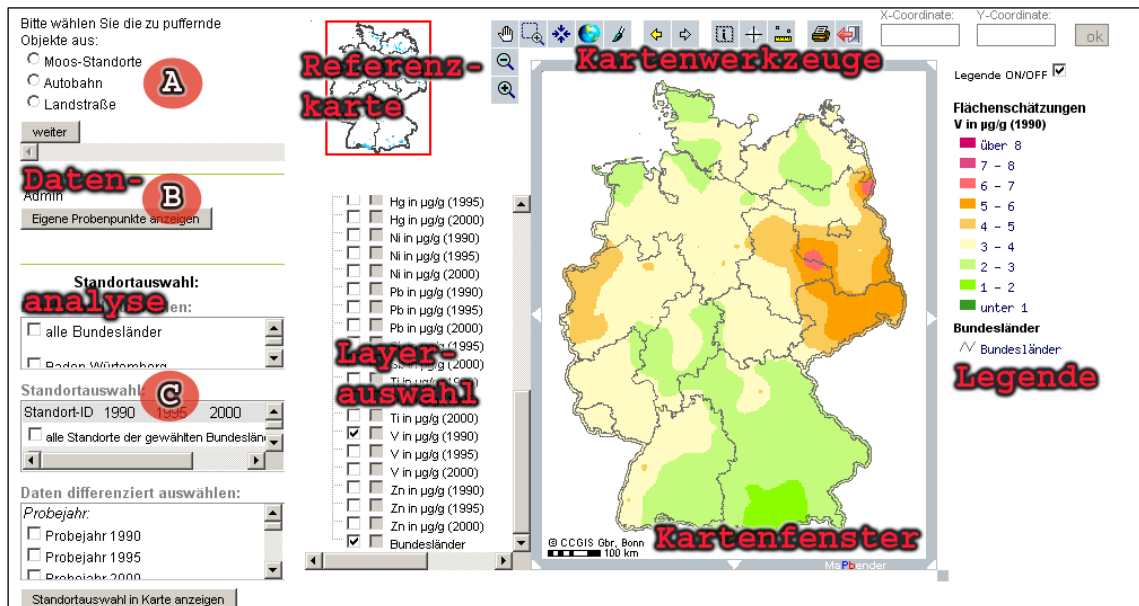 Bitte wählen Sie die zu puffernde
Objekte aus:
Moos-Standorte
Autobahn
Landstraße
weiter
A
Daten-
B
Admin
Eigene Probenpunkte anzeigen
Standortauswahl:
analyse
en:
alle Bundesländer
Baden Würtemberg
Standortauswahl:
C
Standort-ID 1990 1995 2000
alle Standorte der gewählten Bundeslän
Daten differenziert auswählen:
Probejahr:
Probejahr 1990
Probejahr 1995
Probejahr 2000
Standortauswahl in Karte anzeigen
Referenz-
karte
Hg in µg/g (1995)
Hg in µg/g (2000)
Ni in µg/g (1990)
Ni in µg/g (1995)
Ni in µg/g (2000)
Pb in µg/g (1990)
Pb in µg/g (1995)
Pb in µg/g (2000)
(1995)
Layer-
(2000)
auswahl
Ti in µg/g (2000)
V in µg/g (1990)
V in µg/g (1995)
V in µg/g (2000)
Zn in µg/g (1990)
Zn in µg/g (1995)
Zn in µg/g (2000)
Bundesländer
Kartenwerkzeuge
X-Coordinate:
Y-Coordinate:
ok
© CCGIS Gbr, Bonn
100 km
Kartenfenster
MaPbender
Legende ON/OFF
Flächenschätzungen
V in µg/g (1990)
über 8
7 - 8
6 - 7
5 - 6
4 - 5
3 - 4
2 - 3
1 - 2
unter 1
Bundesländer
Bundesländer
Legende